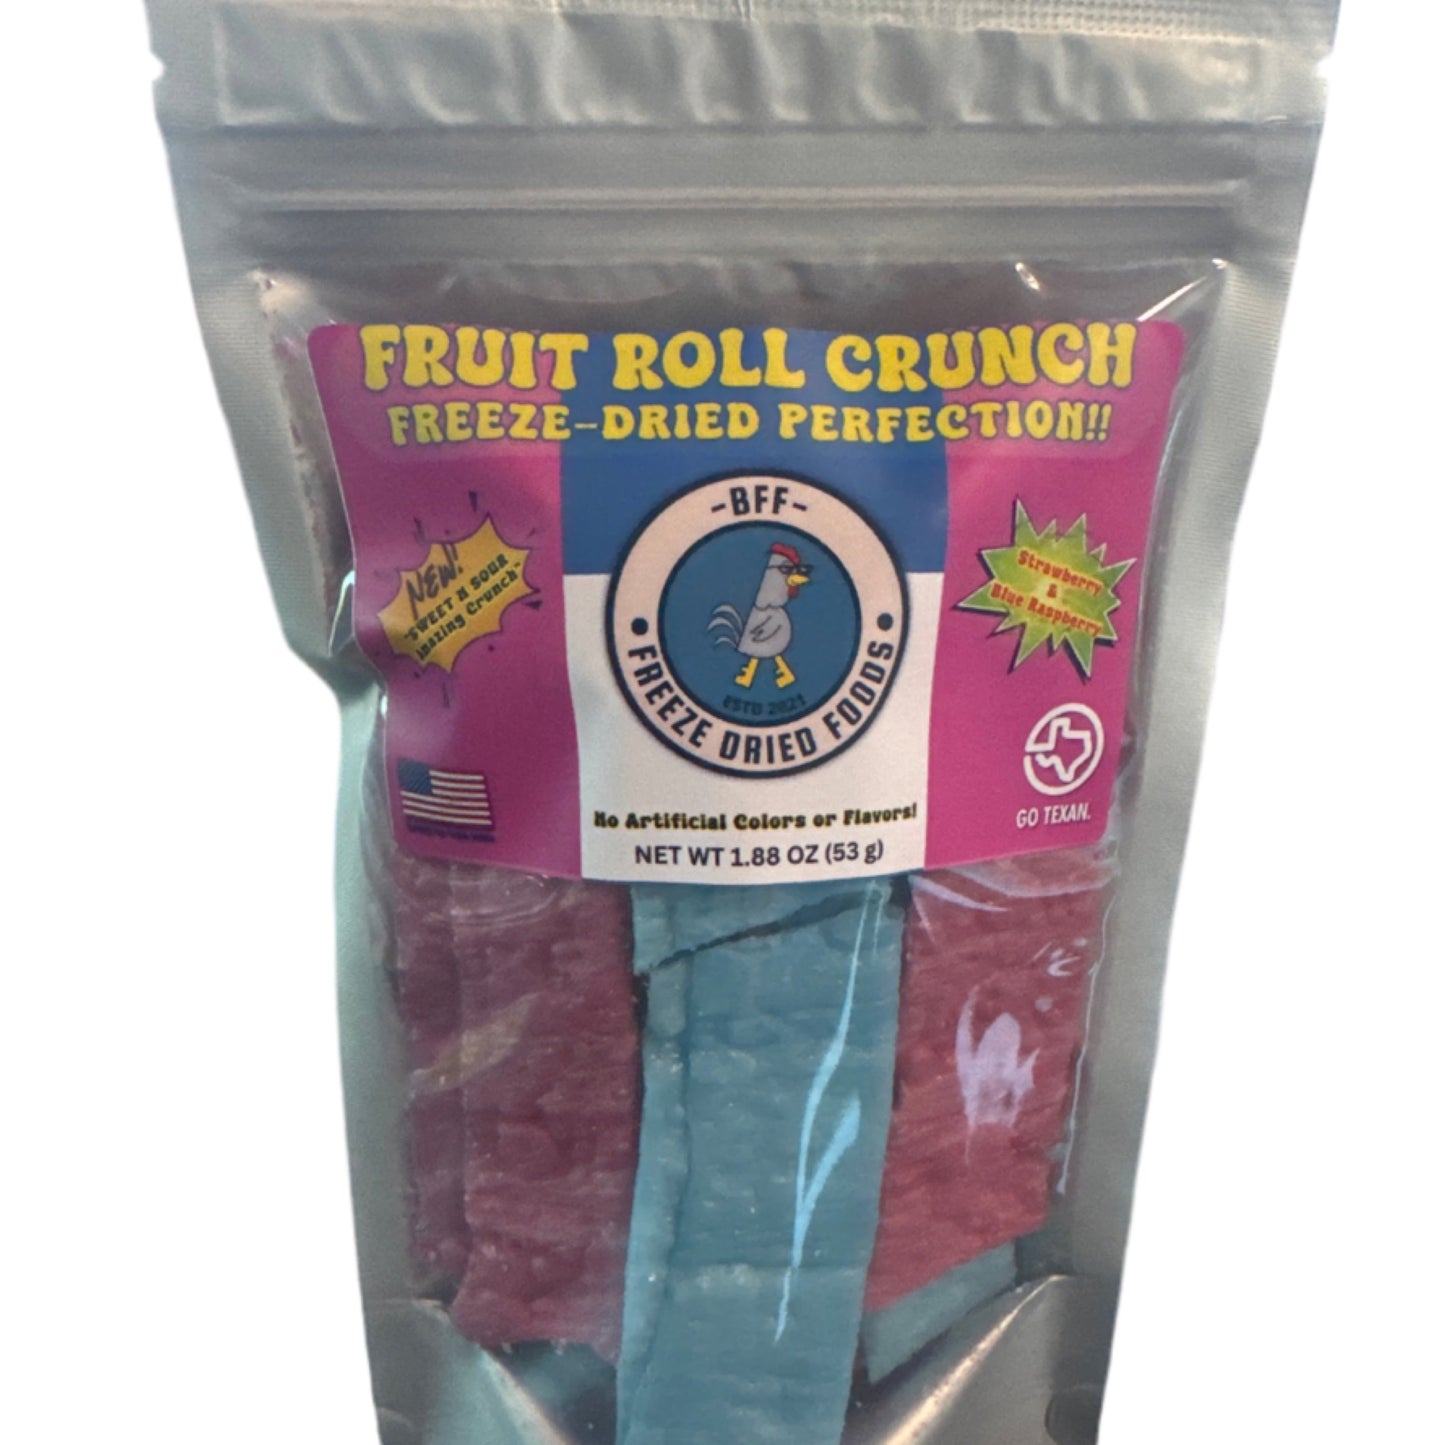 FRUIT ROLL CRUNCH
FREEZE-DRIED PERFECTION!!
-BFF-
FREEZE DRIED FOODS
ESTD 2021
NEW!!
SWEET N SOUR
Amazing Crunch
Strawberry
&
Blue Raspberry
GO TEXAN.
No Artificial Colors or Flavors!
NET WT 1.88 OZ (53 g)